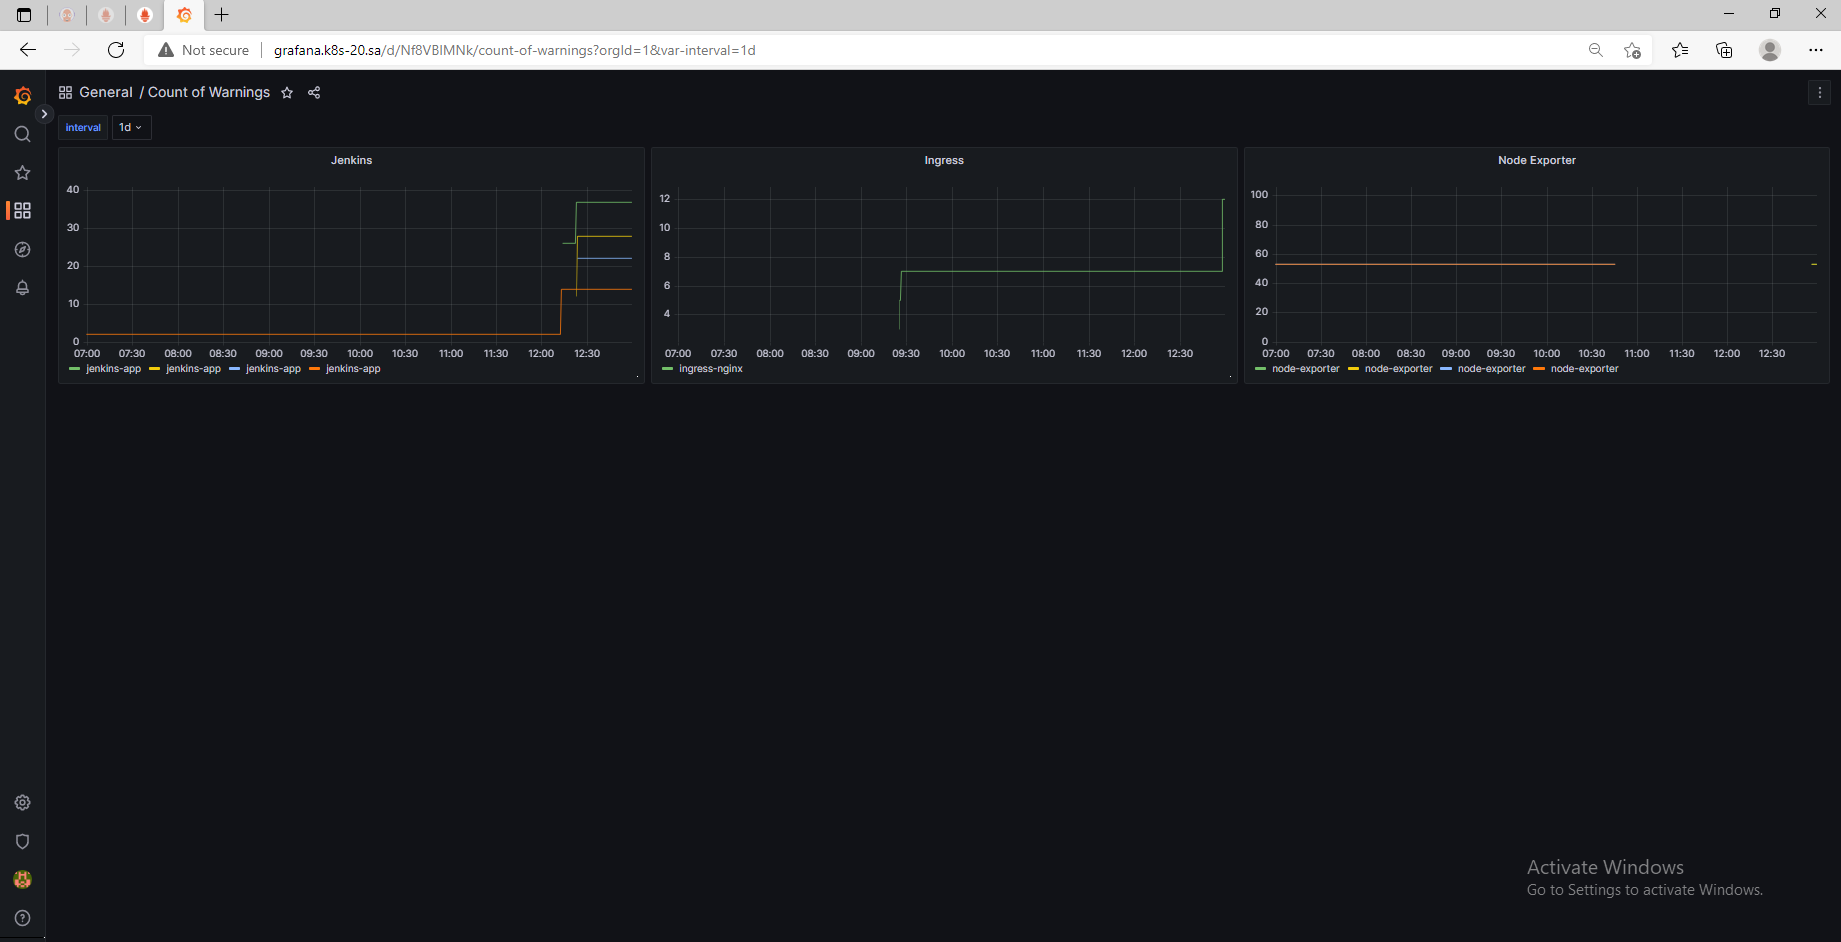 Not secure grafana.k8s-20.sa/d/Nf8VBIMNk/count-of-warnings?orgId=1&var-interval=1d
General / Count of Warnings
interval 1d
Jenkins
40
30
20
10
0
07:00 07:30 08:00 08:30 09:00 09:30 10:00 10:30 11:00 11:30 12:00 12:30
jenkins-app jenkins-app jenkins-app jenkins-app
Ingress
12
10
8
6
4
07:00 07:30 08:00 08:30 09:00 09:30 10:00 10:30 11:00 11:30 12:00 12:30
ingress-nginx
Node Exporter
100
80
60
40
20
0
07:00 07:30 08:00 08:30 09:00 09:30 10:00 10:30 11:00 11:30 12:00 12:30
node-exporter node-exporter node-exporter node-exporter
Activate Windows
Go to Settings to activate Windows.